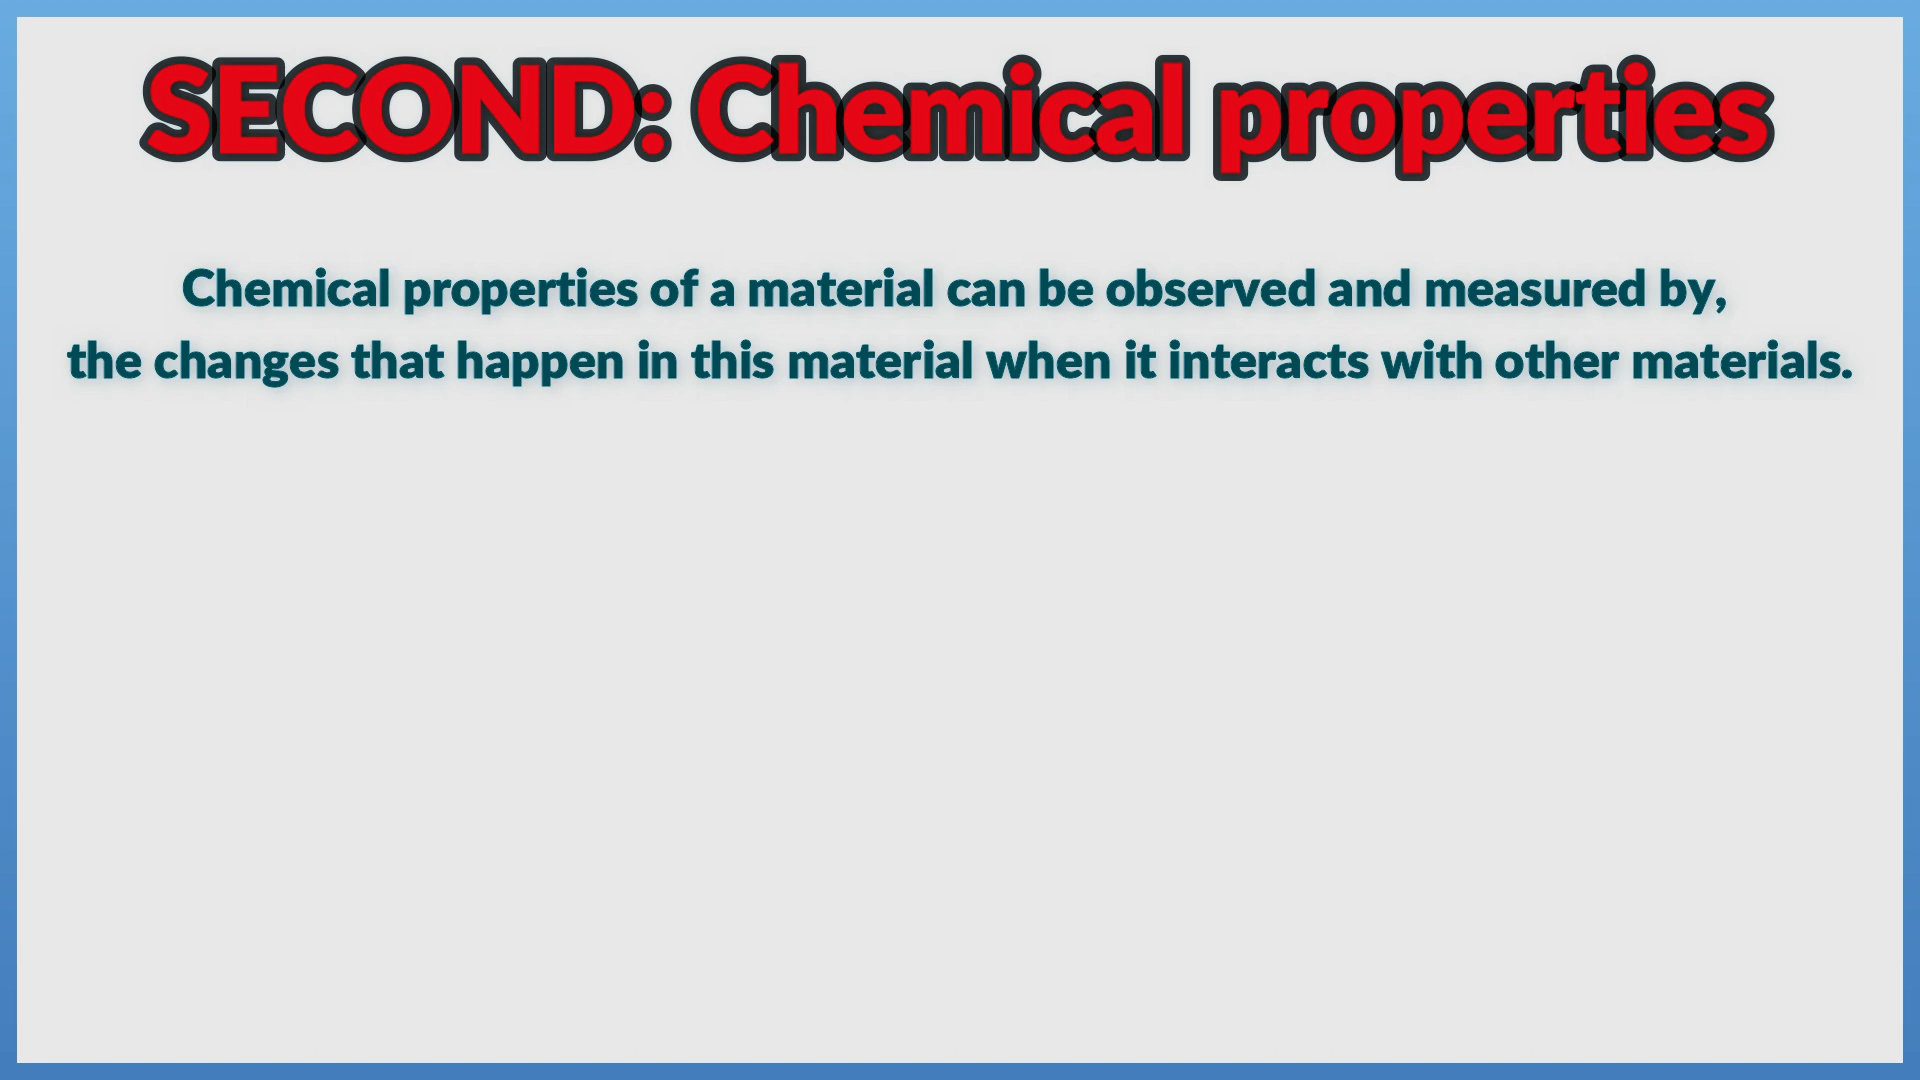 SECOND: Chemical properties
Chemical properties of a material can be observed and measured by,
the changes that happen in this material when it interacts with other materials.